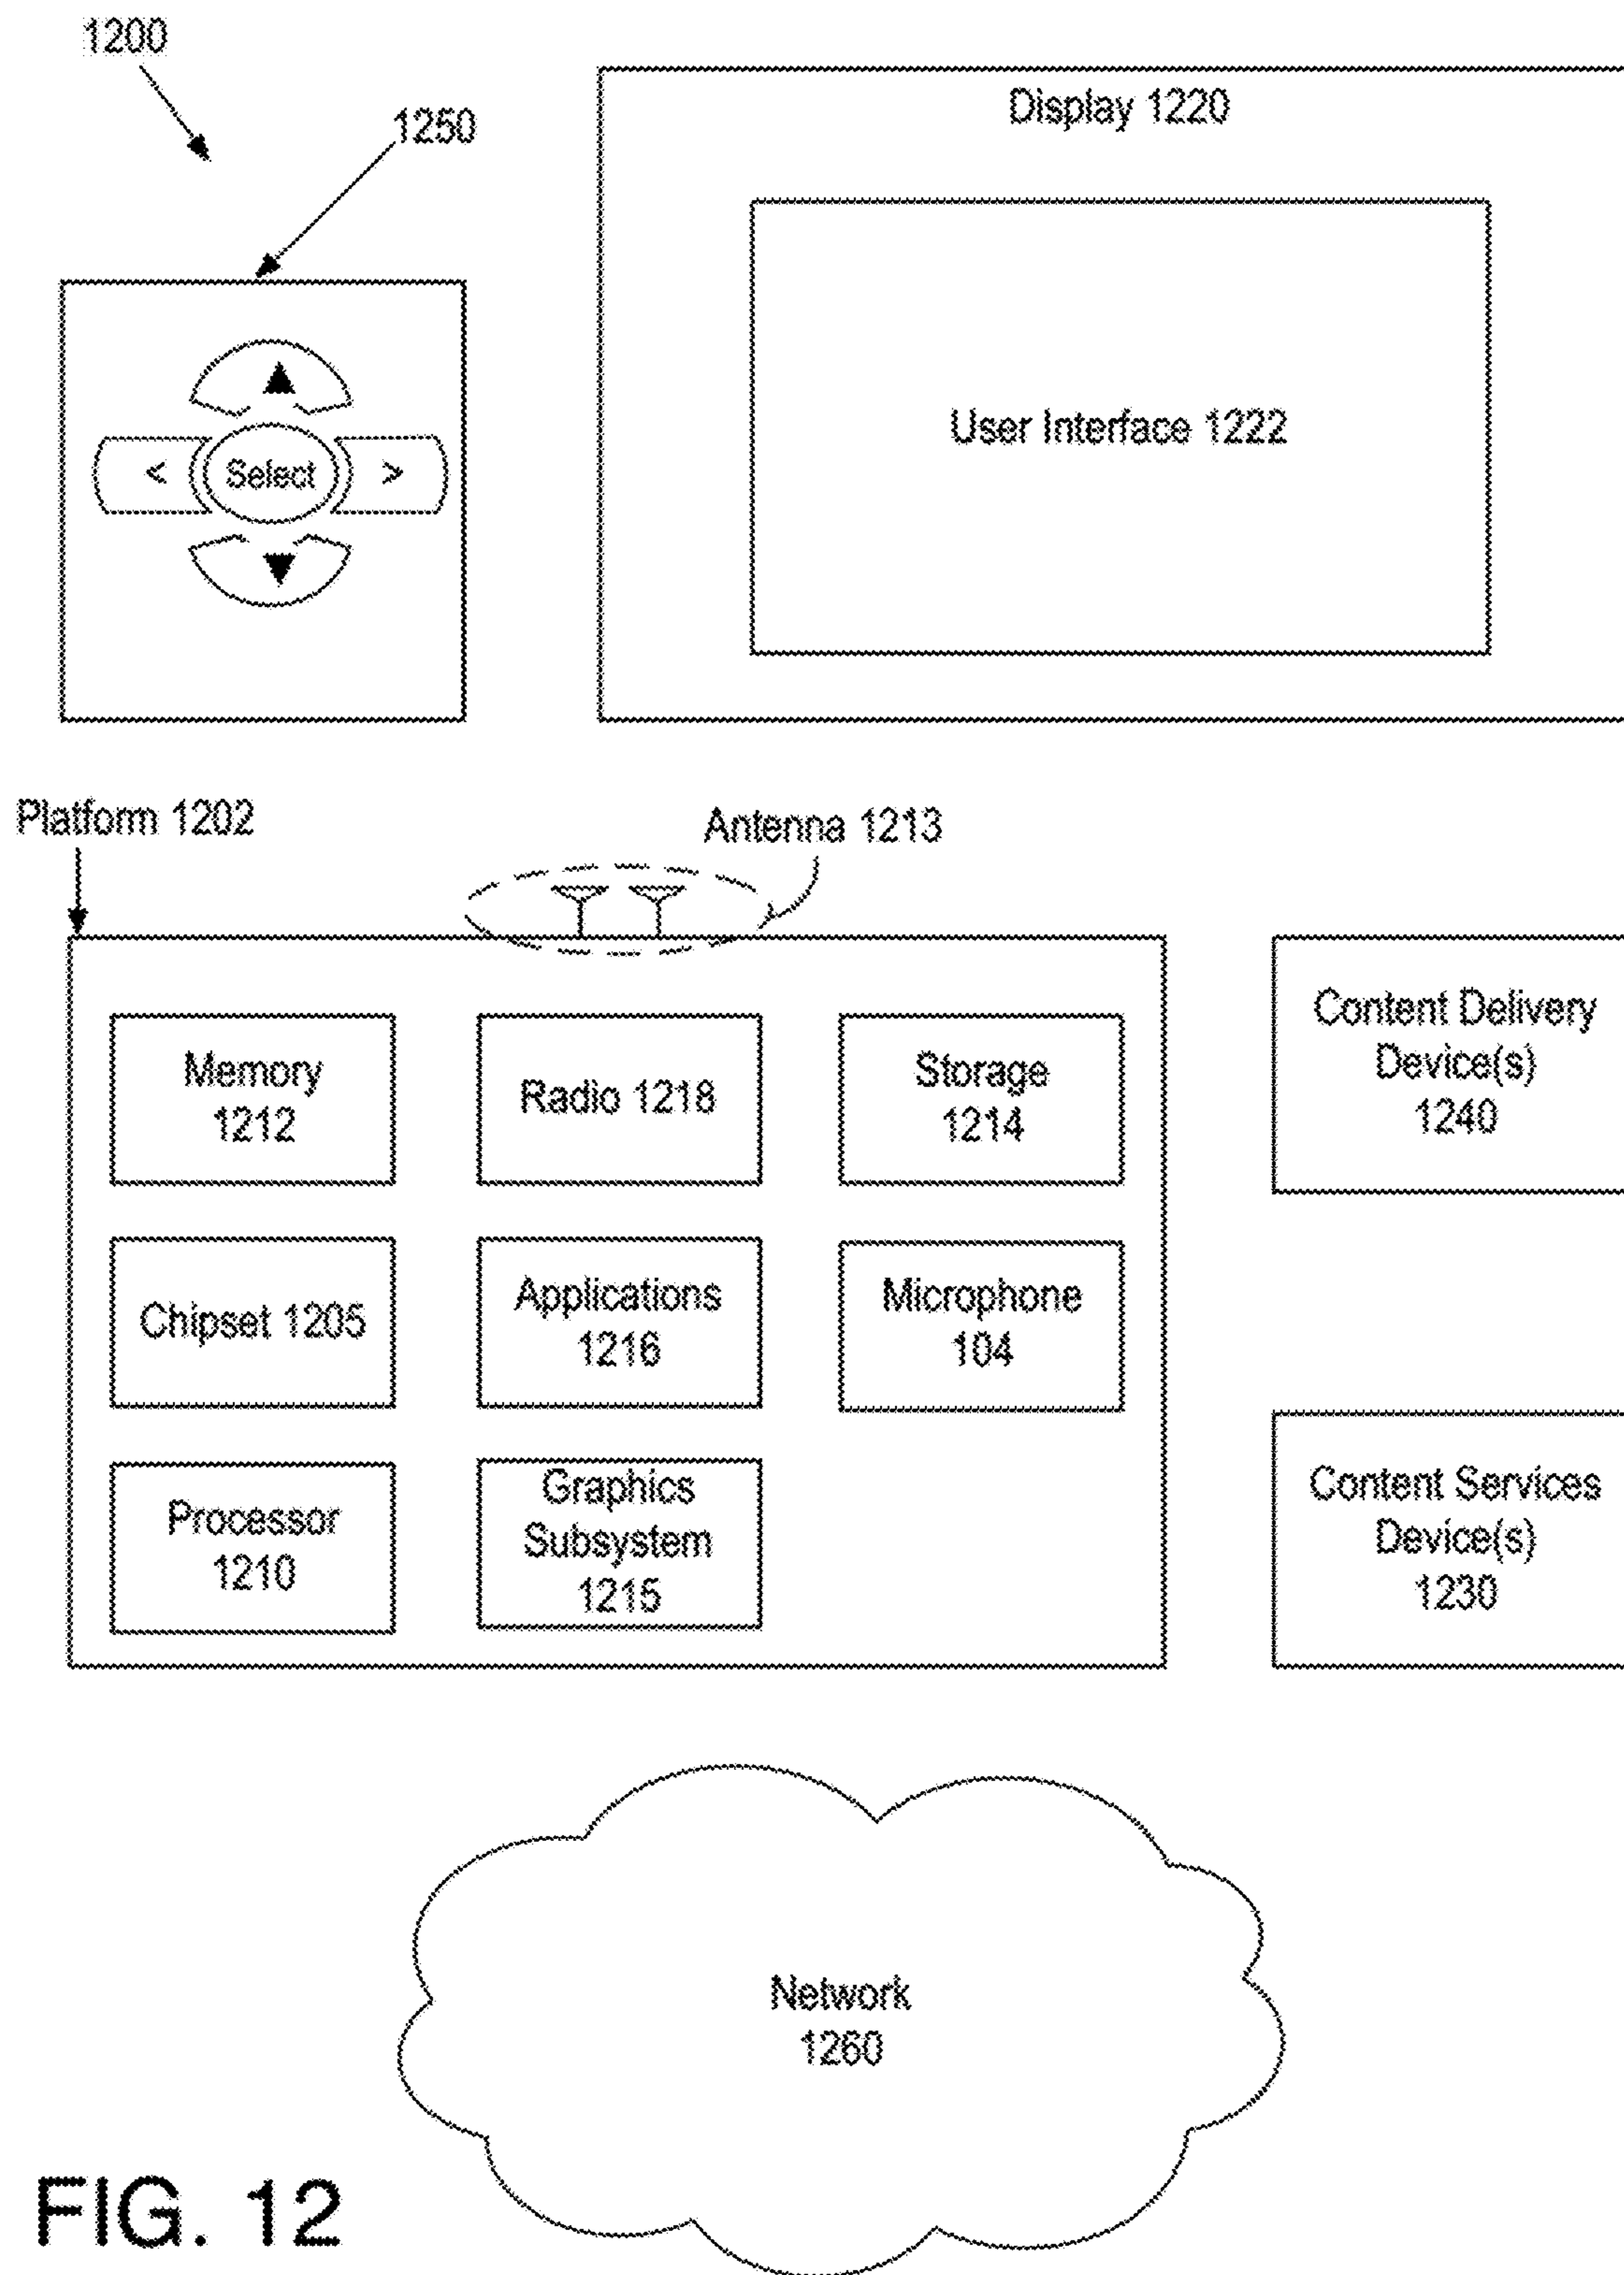 1200
1250
Display 1220
User Interface 1222
<
Select
>
Platform 1202
Antenna 1213
Memory
1212
Radio 1218
Storage
1214
Content Delivery
Device(s)
1240
Chipset 1205
Applications
1216
Microphone
104
Processor
1210
Graphics
Subsystem
1215
Content Services
Device(s)
1230
Network
1260
FIG. 12